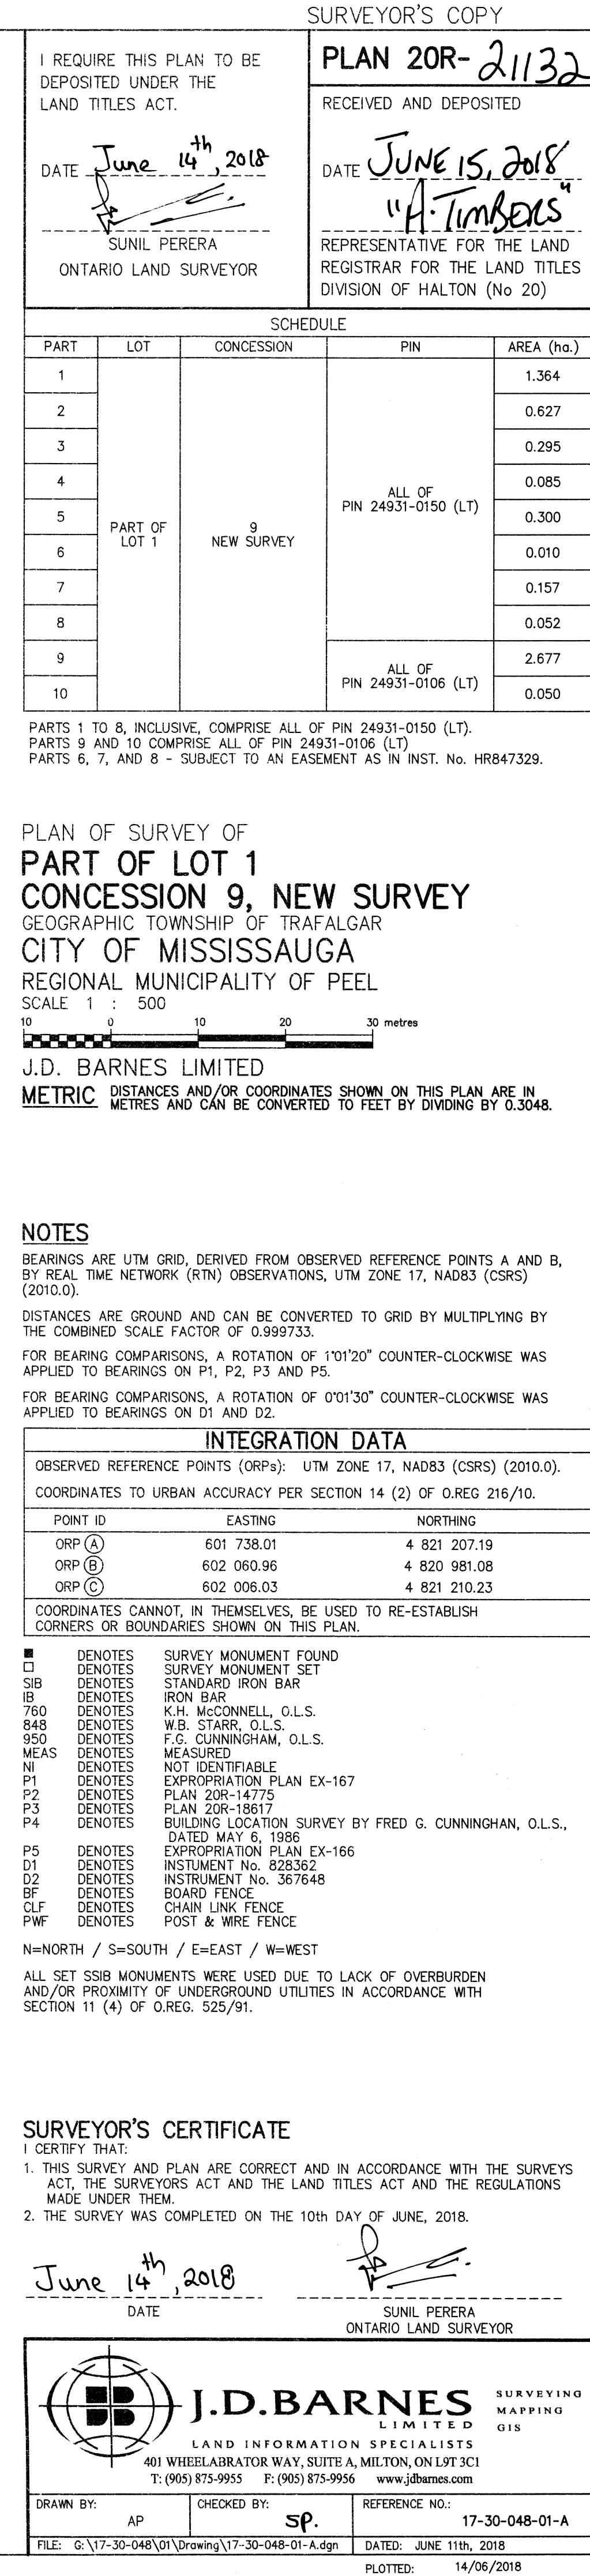 SURVEYOR'S COPY
I REQUIRE THIS PLAN TO BE
DEPOSITED UNDER THE
LAND TITLES ACT.
DATE June 14th, 2018
SUNIL PERERA
ONTARIO LAND SURVEYOR
PLAN 20R-21132
RECEIVED AND DEPOSITED
DATE JUNE 15, 2018
"A. TIMBERS"
REPRESENTATIVE FOR THE LAND
REGISTRAR FOR THE LAND TITLES
DIVISION OF HALTON (No 20)
SCHEDULE
PART LOT CONCESSION PIN AREA (ha.)
1 1.364
2 0.627
3 0.295
4 0.085
ALL OF
PIN 24931-0150 (LT)
5 0.300
PART OF
LOT 1
9
NEW SURVEY
6 0.010
7 0.157
8 0.052
9 2.677
ALL OF
PIN 24931-0106 (LT)
10 0.050
PARTS 1 TO 8, INCLUSIVE, COMPRISE ALL OF PIN 24931-0150 (LT).
PARTS 9 AND 10 COMPRISE ALL OF PIN 24931-0106 (LT)
PARTS 6, 7, AND 8 - SUBJECT TO AN EASEMENT AS IN INST. No. HR847329.
PLAN OF SURVEY OF
PART OF LOT 1
CONCESSION 9, NEW SURVEY
GEOGRAPHIC TOWNSHIP OF TRAFALGAR
CITY OF MISSISSAUGA
REGIONAL MUNICIPALITY OF PEEL
SCALE 1 : 500
10 0 10 20 30 metres
J.D. BARNES LIMITED
METRIC DISTANCES AND/OR COORDINATES SHOWN ON THIS PLAN ARE IN
METRES AND CAN BE CONVERTED TO FEET BY DIVIDING BY 0.3048.
NOTES
BEARINGS ARE UTM GRID, DERIVED FROM OBSERVED REFERENCE POINTS A AND B,
BY REAL TIME NETWORK (RTN) OBSERVATIONS, UTM ZONE 17, NAD83 (CSRS)
(2010.0).
DISTANCES ARE GROUND AND CAN BE CONVERTED TO GRID BY MULTIPLYING BY
THE COMBINED SCALE FACTOR OF 0.999733.
FOR BEARING COMPARISONS, A ROTATION OF 1°01'20" COUNTER-CLOCKWISE WAS
APPLIED TO BEARINGS ON P1, P2, P3 AND P5.
FOR BEARING COMPARISONS, A ROTATION OF 0°01'30" COUNTER-CLOCKWISE WAS
APPLIED TO BEARINGS ON D1 AND D2.
INTEGRATION DATA
OBSERVED REFERENCE POINTS (ORPs): UTM ZONE 17, NAD83 (CSRS) (2010.0).
COORDINATES TO URBAN ACCURACY PER SECTION 14 (2) OF O.REG 216/10.
POINT ID EASTING NORTHING
ORP A 601 738.01 4 821 207.19
ORP B 602 060.96 4 820 981.08
ORP C 602 006.03 4 821 210.23
COORDINATES CANNOT, IN THEMSELVES, BE USED TO RE-ESTABLISH
CORNERS OR BOUNDARIES SHOWN ON THIS PLAN.
■ DENOTES SURVEY MONUMENT FOUND
□ DENOTES SURVEY MONUMENT SET
SIB DENOTES STANDARD IRON BAR
IB DENOTES IRON BAR
760 DENOTES K.H. McCONNELL, O.L.S.
848 DENOTES W.B. STARR, O.L.S.
950 DENOTES F.G. CUNNINGHAM, O.L.S.
MEAS DENOTES MEASURED
NI DENOTES NOT IDENTIFIABLE
P1 DENOTES EXPROPRIATION PLAN EX-167
P2 DENOTES PLAN 20R-14775
P3 DENOTES PLAN 20R-18617
P4 DENOTES BUILDING LOCATION SURVEY BY FRED G. CUNNINGHAN, O.L.S.,
DATED MAY 6, 1986
P5 DENOTES EXPROPRIATION PLAN EX-166
D1 DENOTES INSTUMENT No. 828362
D2 DENOTES INSTRUMENT No. 367648
BF DENOTES BOARD FENCE
CLF DENOTES CHAIN LINK FENCE
PWF DENOTES POST & WIRE FENCE
N=NORTH / S=SOUTH / E=EAST / W=WEST
ALL SET SSIB MONUMENTS WERE USED DUE TO LACK OF OVERBURDEN
AND/OR PROXIMITY OF UNDERGROUND UTILITIES IN ACCORDANCE WITH
SECTION 11 (4) OF O.REG. 525/91.
SURVEYOR'S CERTIFICATE
I CERTIFY THAT:
1. THIS SURVEY AND PLAN ARE CORRECT AND IN ACCORDANCE WITH THE SURVEYS
ACT, THE SURVEYORS ACT AND THE LAND TITLES ACT AND THE REGULATIONS
MADE UNDER THEM.
2. THE SURVEY WAS COMPLETED ON THE 10th DAY OF JUNE, 2018.
June 14th, 2018
DATE
SUNIL PERERA
ONTARIO LAND SURVEYOR
J.D.BARNES
LIMITED
SURVEYING
MAPPING
GIS
LAND INFORMATION SPECIALISTS
401 WHEELABRATOR WAY, SUITE A, MILTON, ON L9T 3C1
T: (905) 875-9955 F: (905) 875-9956 www.jdbarnes.com
DRAWN BY: AP
CHECKED BY: SP.
REFERENCE NO.: 17-30-048-01-A
FILE: G:\17-30-048\01\Drawing\17-30-048-01-A.dgn
DATED: JUNE 11th, 2018
PLOTTED: 14/06/2018